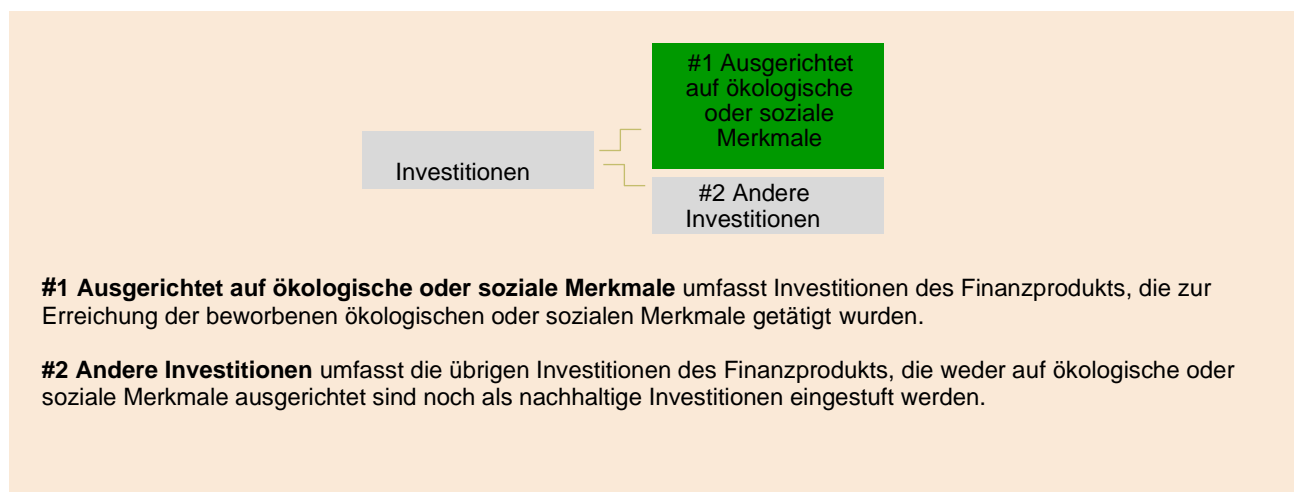 #1 Ausgerichtet
auf ökologische
oder soziale
Merkmale
Investitionen
#2 Andere
Investitionen
#1 Ausgerichtet auf ökologische oder soziale Merkmale umfasst Investitionen des Finanzprodukts, die zur
Erreichung der beworbenen ökologischen oder sozialen Merkmale getätigt wurden.
#2 Andere Investitionen umfasst die übrigen Investitionen des Finanzprodukts, die weder auf ökologische oder
soziale Merkmale ausgerichtet sind noch als nachhaltige Investitionen eingestuft werden.